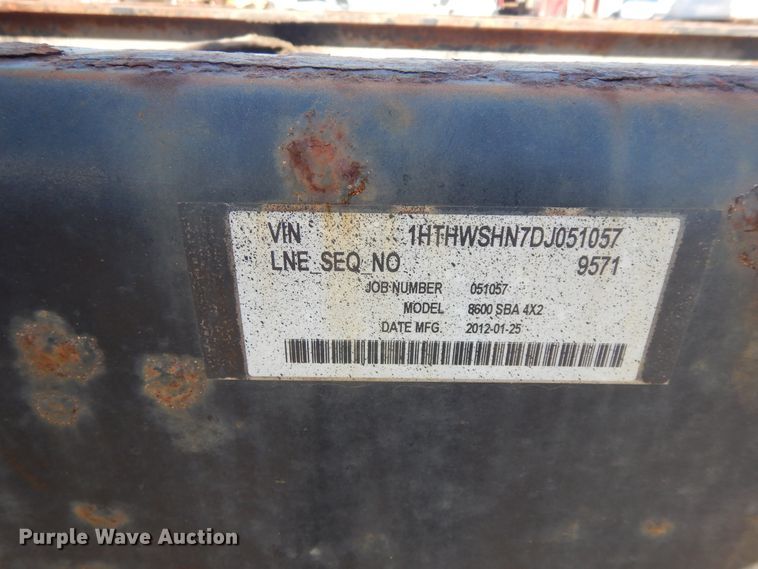 VIN 1HTHWSHN7DJ051057
LNE_SEQ_NO 9571
JOB NUMBER 051057
MODEL 8600 SBA 4X2
DATE MFG. 2012-01-25
Purple Wave Auction